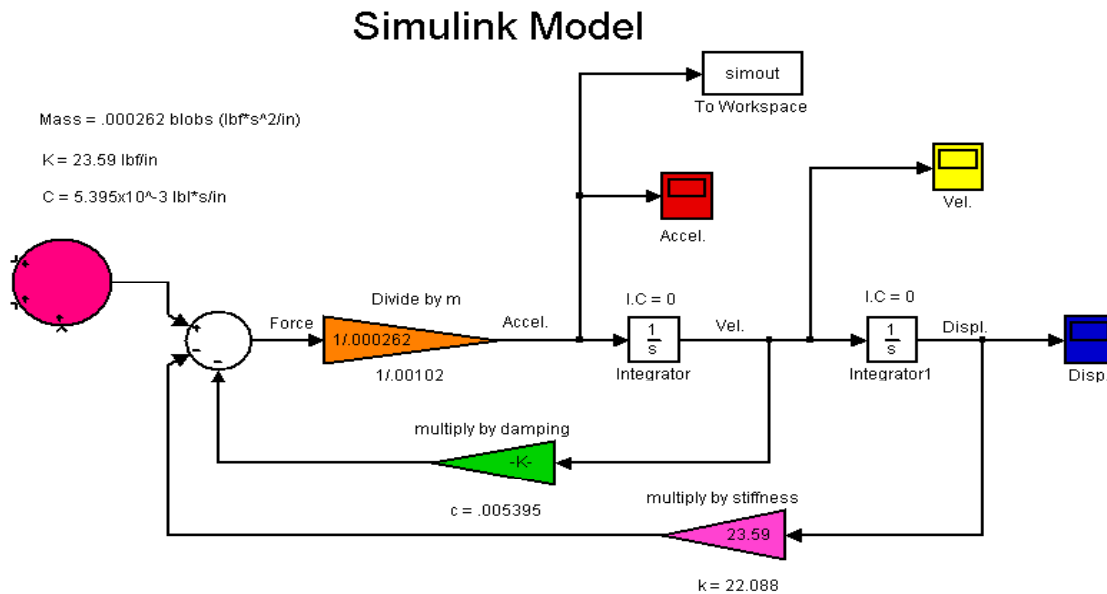 Simulink Model
simout
To Workspace
Mass = .000262 blobs (lbf*s^2/in)
K = 23.59 lbf/in
C = 5.395x10^-3 lbl*s/in
Vel.
Accel.
Divide by m
I.C = 0
I.C = 0
Force
1/.000262
Accel.
1
s
Vel.
1
s
Displ.
1/.00102
Integrator
Integrator1
Disp.
multiply by damping
-K-
multiply by stiffness
c = .005395
23.59
k = 22.088